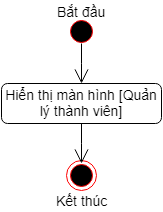 Bắt đầu
Hiển thị màn hình [Quản
lý thành viên]
Kết thúc